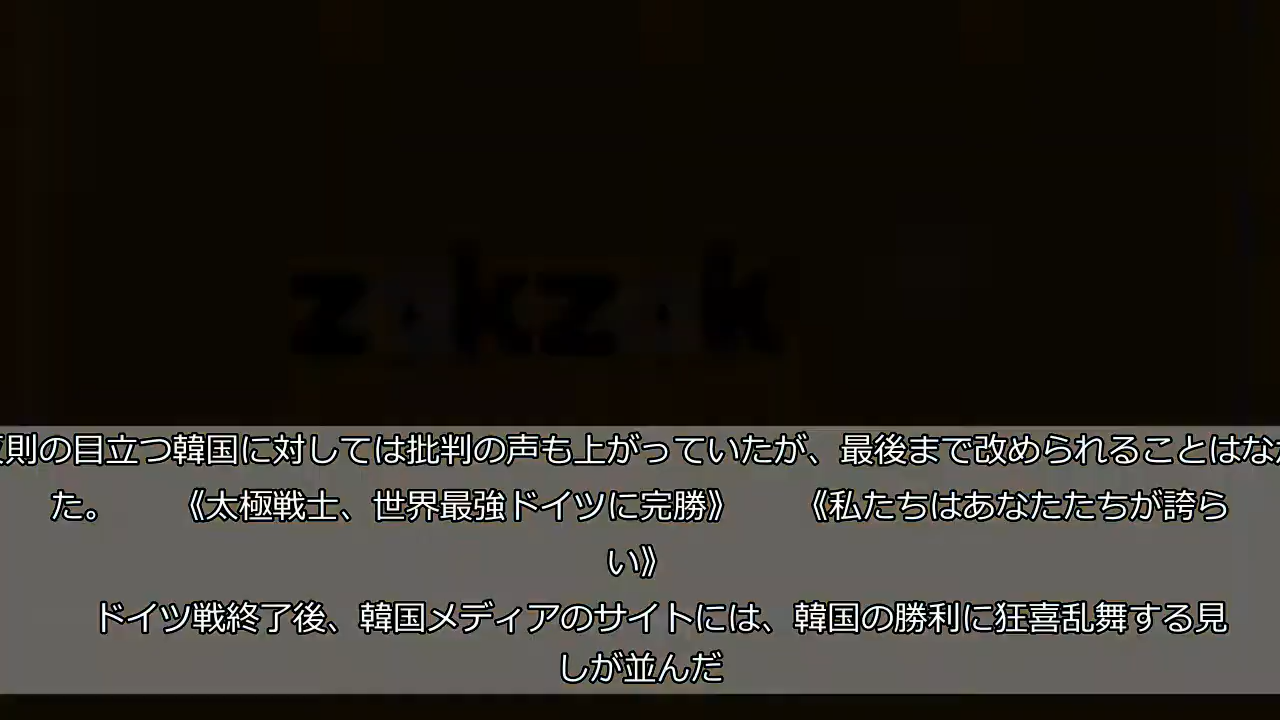 z・kz・k
則の目立つ韓国に対しては批判の声も上がっていたが、最後まで改められることはな
た。　　《太極戦士、世界最強ドイツに完勝》　　《私たちはあなたたちが誇ら
い》
ドイツ戦終了後、韓国メディアのサイトには、韓国の勝利に狂喜乱舞する見
しが並んだ